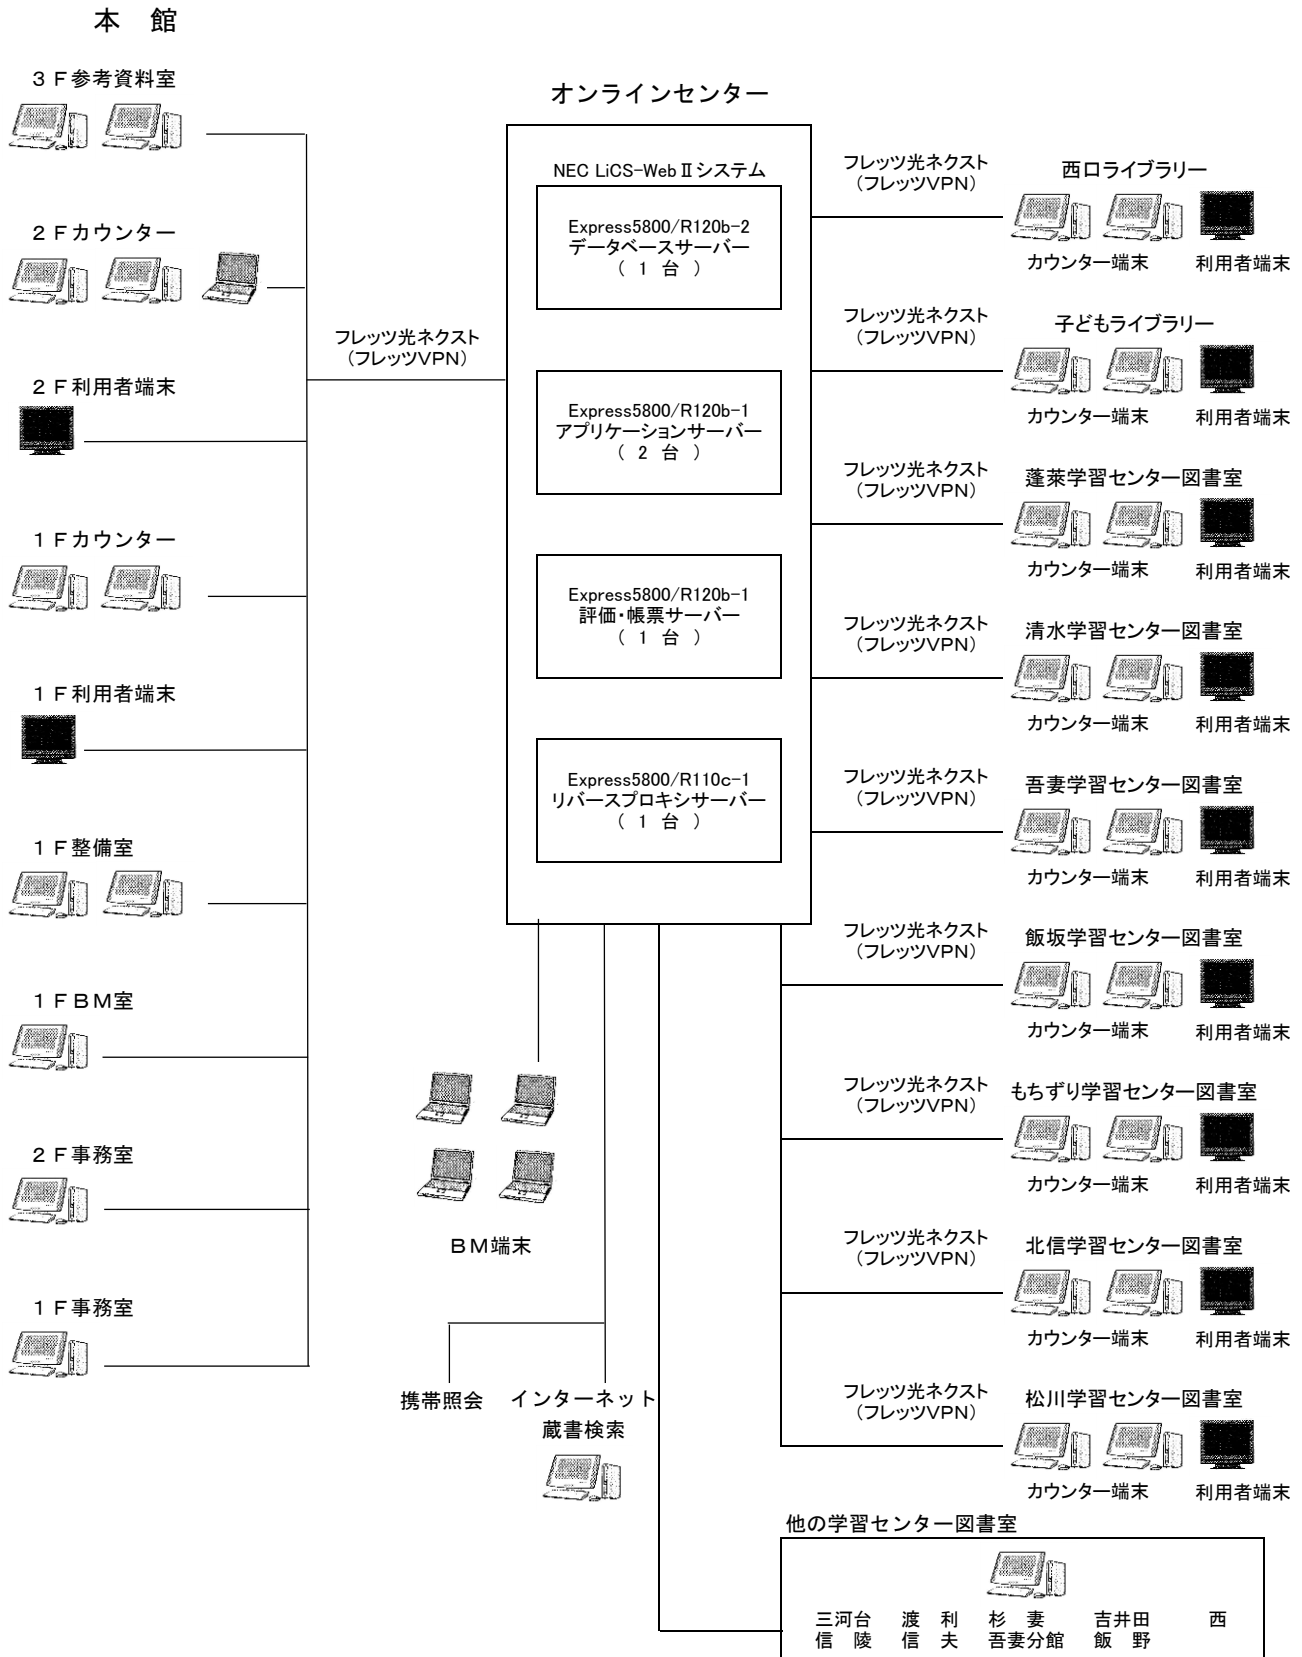 本　館
３Ｆ参考資料室
２Ｆカウンター
２Ｆ利用者端末
１Ｆカウンター
１Ｆ利用者端末
１Ｆ整備室
１ＦＢＭ室
２Ｆ事務室
１Ｆ事務室
フレッツ光ネクスト
（フレッツVPN）
オンラインセンター
NEC LiCS-WebⅡシステム
Express5800/R120b-2
データベースサーバー
（　1　台　）
Express5800/R120b-1
アプリケーションサーバー
（　2　台　）
Express5800/R120b-1
評価・帳票サーバー
（　1　台　）
Express5800/R110c-1
リバースプロキシサーバー
（　1　台　）
ＢＭ端末
携帯照会
インターネット
蔵書検索
フレッツ光ネクスト
（フレッツVPN）
西口ライブラリー
カウンター端末　利用者端末
フレッツ光ネクスト
（フレッツVPN）
子どもライブラリー
カウンター端末　利用者端末
フレッツ光ネクスト
（フレッツVPN）
蓬莱学習センター図書室
カウンター端末　利用者端末
フレッツ光ネクスト
（フレッツVPN）
清水学習センター図書室
カウンター端末　利用者端末
フレッツ光ネクスト
（フレッツVPN）
吾妻学習センター図書室
カウンター端末　利用者端末
フレッツ光ネクスト
（フレッツVPN）
飯坂学習センター図書室
カウンター端末　利用者端末
フレッツ光ネクスト
（フレッツVPN）
もちずり学習センター図書室
カウンター端末　利用者端末
フレッツ光ネクスト
（フレッツVPN）
北信学習センター図書室
カウンター端末　利用者端末
フレッツ光ネクスト
（フレッツVPN）
松川学習センター図書室
カウンター端末　利用者端末
他の学習センター図書室
三河台　渡　利　杉　妻　吉井田　西
信　陵　信　夫　吾妻分館　飯　野